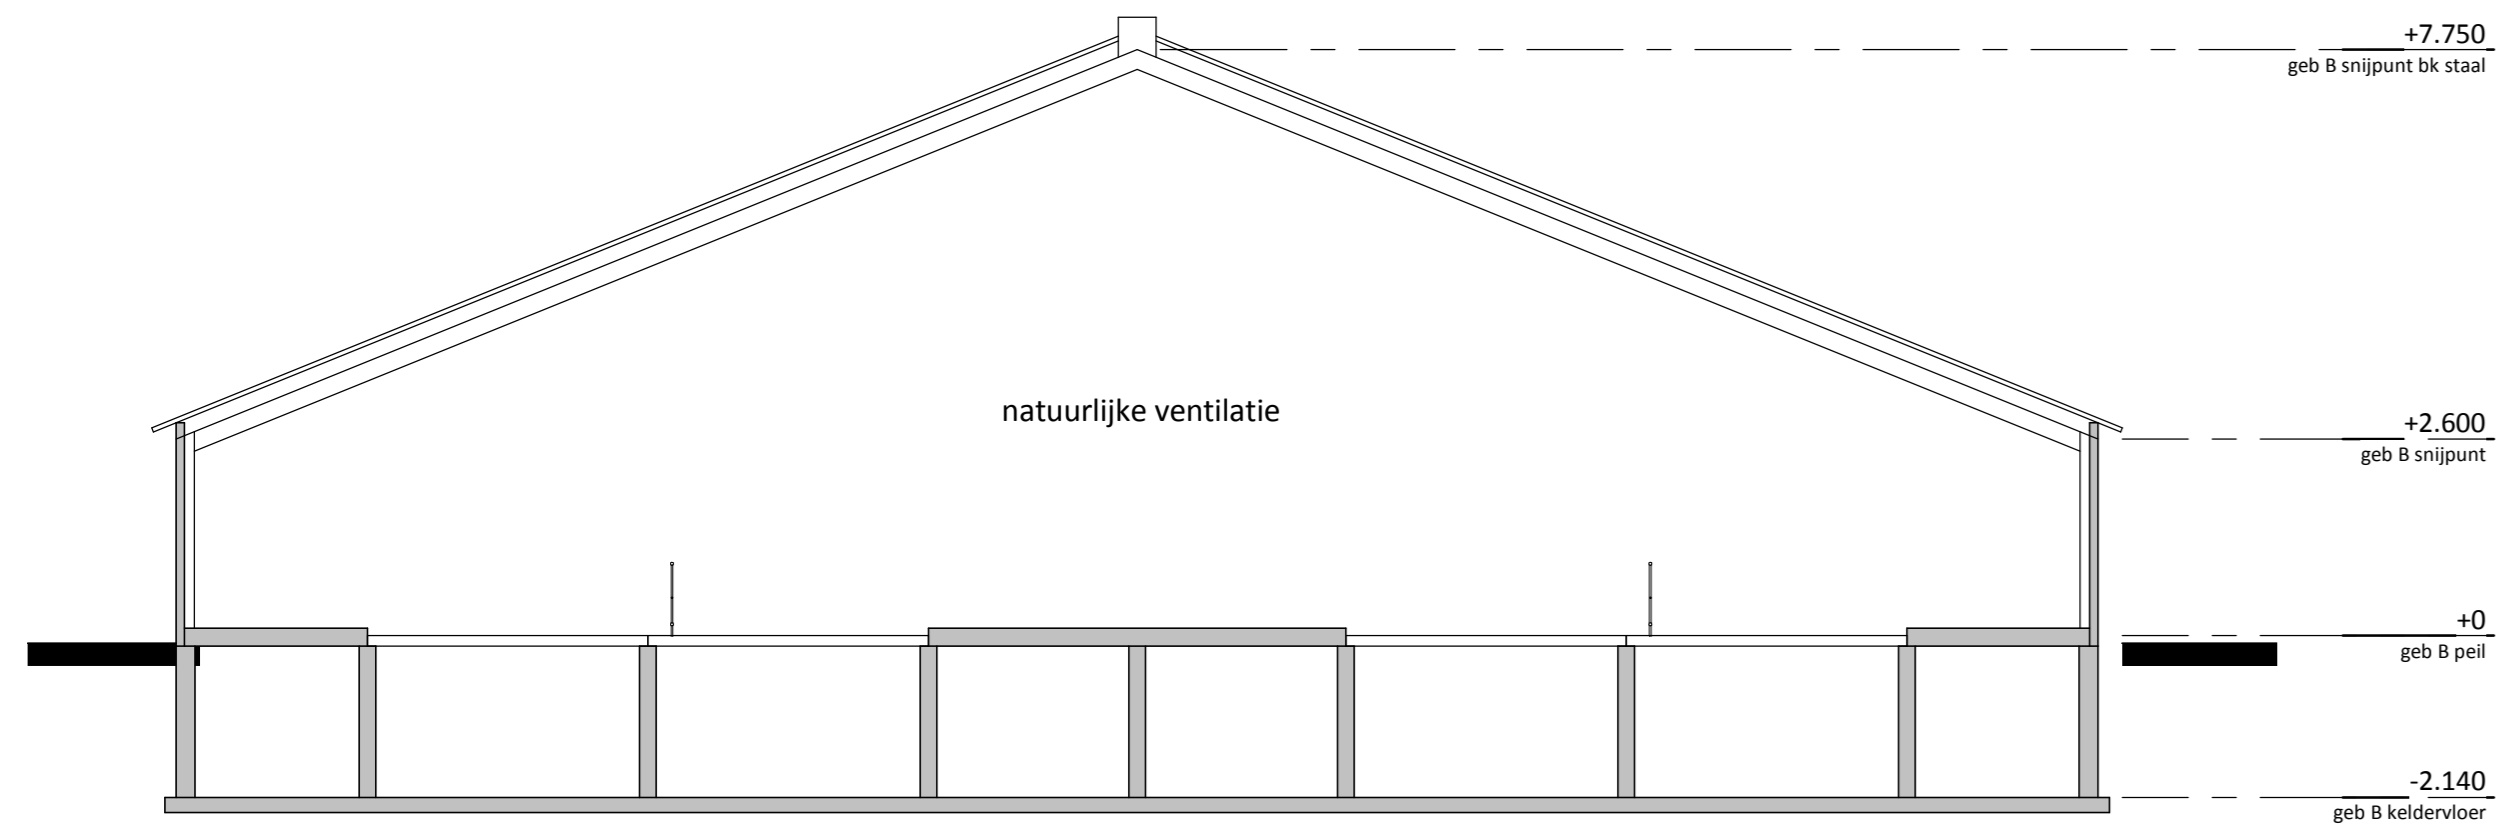 +7.750
geb B snijpunt bk staal
natuurlijke ventilatie
+2.600
geb B snijpunt
+0
geb B peil
-2.140
geb B keldervloer